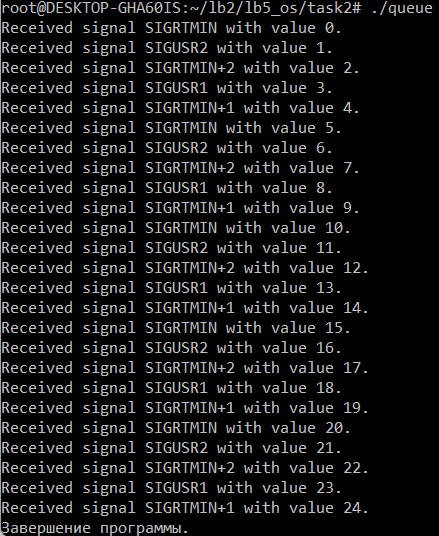 root@DESKTOP-GHA60IS:~/lb2/lb5_os/task2# ./queue
Received signal SIGRTMIN with value 0.
Received signal SIGUSR2 with value 1.
Received signal SIGRTMIN+2 with value 2.
Received signal SIGUSR1 with value 3.
Received signal SIGRTMIN+1 with value 4.
Received signal SIGRTMIN with value 5.
Received signal SIGUSR2 with value 6.
Received signal SIGRTMIN+2 with value 7.
Received signal SIGUSR1 with value 8.
Received signal SIGRTMIN+1 with value 9.
Received signal SIGRTMIN with value 10.
Received signal SIGUSR2 with value 11.
Received signal SIGRTMIN+2 with value 12.
Received signal SIGUSR1 with value 13.
Received signal SIGRTMIN+1 with value 14.
Received signal SIGRTMIN with value 15.
Received signal SIGUSR2 with value 16.
Received signal SIGRTMIN+2 with value 17.
Received signal SIGUSR1 with value 18.
Received signal SIGRTMIN+1 with value 19.
Received signal SIGRTMIN with value 20.
Received signal SIGUSR2 with value 21.
Received signal SIGRTMIN+2 with value 22.
Received signal SIGUSR1 with value 23.
Received signal SIGRTMIN+1 with value 24.
Завершение программы.